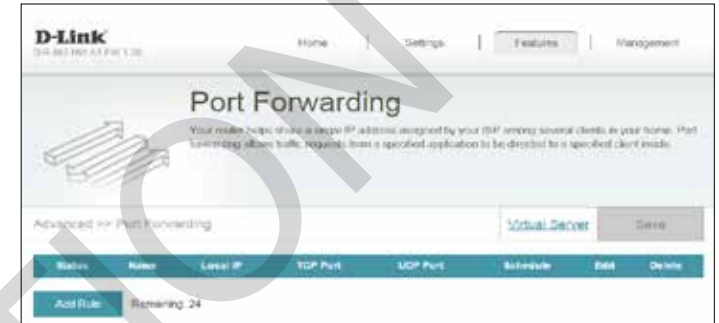 D-Link
Home | Settings | Features | Management
Port Forwarding
Your router helps share a single IP address assigned by your ISP among several clients in your home. Port
forwarding allows traffic requests from a specified application to be directed to a specified client inside.
Advanced >> Port Forwarding
Virtual Server
Save
Status Name Local IP TCP Port UDP Port Schedule Edit Delete
Add Rule Remaining: 24